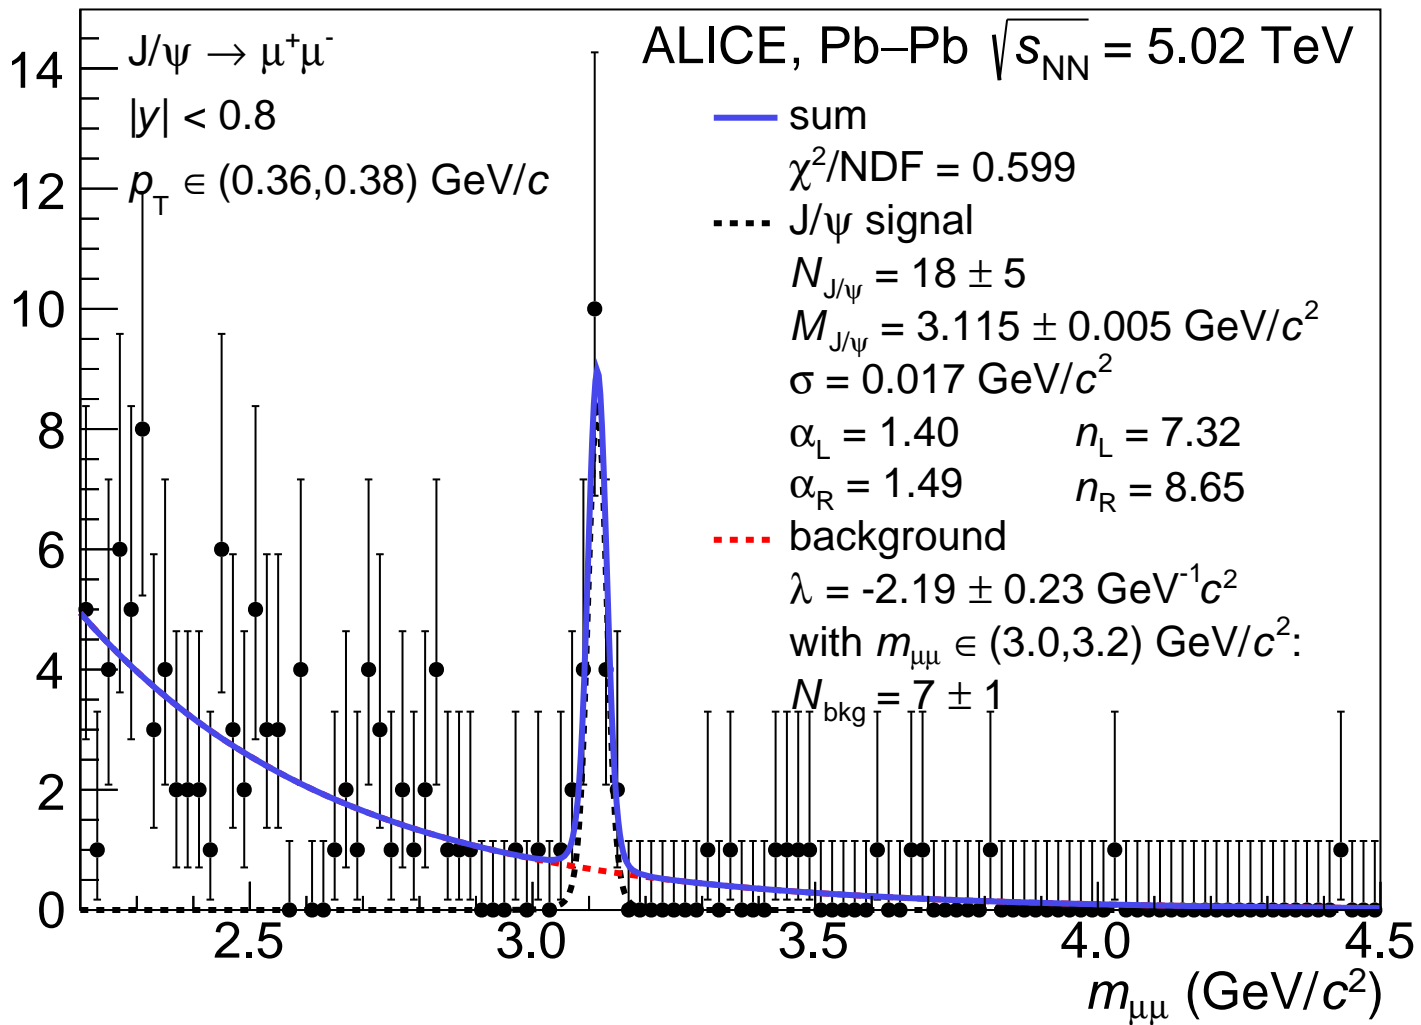 J/ψ → μ⁺μ⁻
|y| < 0.8
p_T ∈ (0.36,0.38) GeV/c
ALICE, Pb–Pb √s_NN = 5.02 TeV
sum
χ²/NDF = 0.599
J/ψ signal
N_J/ψ = 18 ± 5
M_J/ψ = 3.115 ± 0.005 GeV/c²
σ = 0.017 GeV/c²
α_L = 1.40 n_L = 7.32
α_R = 1.49 n_R = 8.65
background
λ = -2.19 ± 0.23 GeV⁻¹c²
with m_μμ ∈ (3.0,3.2) GeV/c²:
N_bkg = 7 ± 1
14
12
10
8
6
4
2
0
2.5 3.0 3.5 4.0 4.5
m_μμ (GeV/c²)